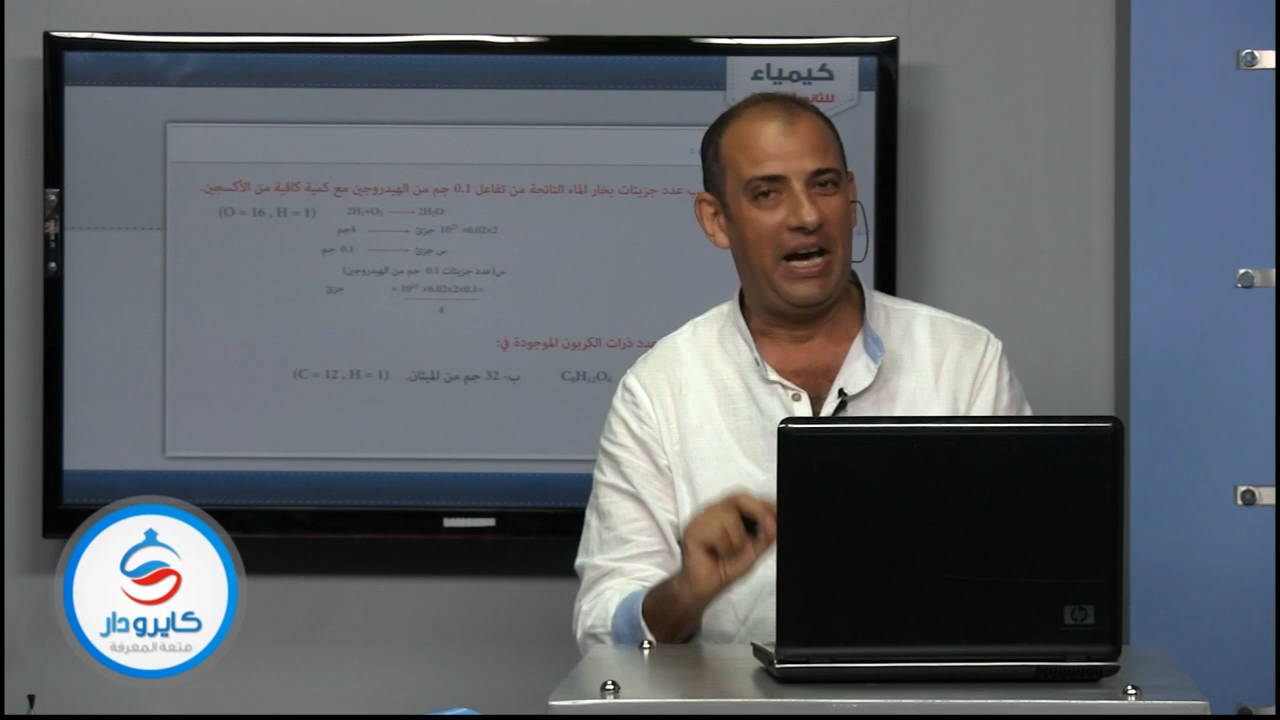 كيمياء
ب عدد جزيئات بخار الماء الناتجة من تفاعل 0.1 جم من الهيدروجين مع كمية كافية من الأكسجين.
(O = 16 , H = 1) 2H₂+O₂ ⟶ 2H₂O
4جم ⟶ جزئ 10²³ ×6.02×2
جم 0.1 ⟶ س جزئ
س(عدد جزيئات 0.1 جم من الهيدروجين)
جزئ = 10²³ ×6.02×2×0.1=
4
عدد ذرات الكربون الموجودة في:
C₆H₁₂O₆ ب- 32 جم من الميثان. (C = 12 , H = 1)
كايرو دار
متعة المعرفة
hp